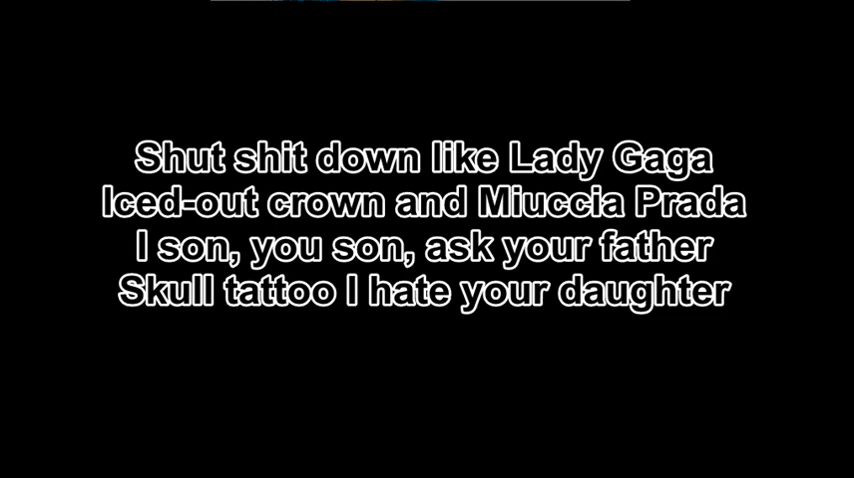 Shut shit down like Lady Gaga
Iced-out crown and Miuccia Prada
I son, you son, ask your father
Skull tattoo I hate your daughter